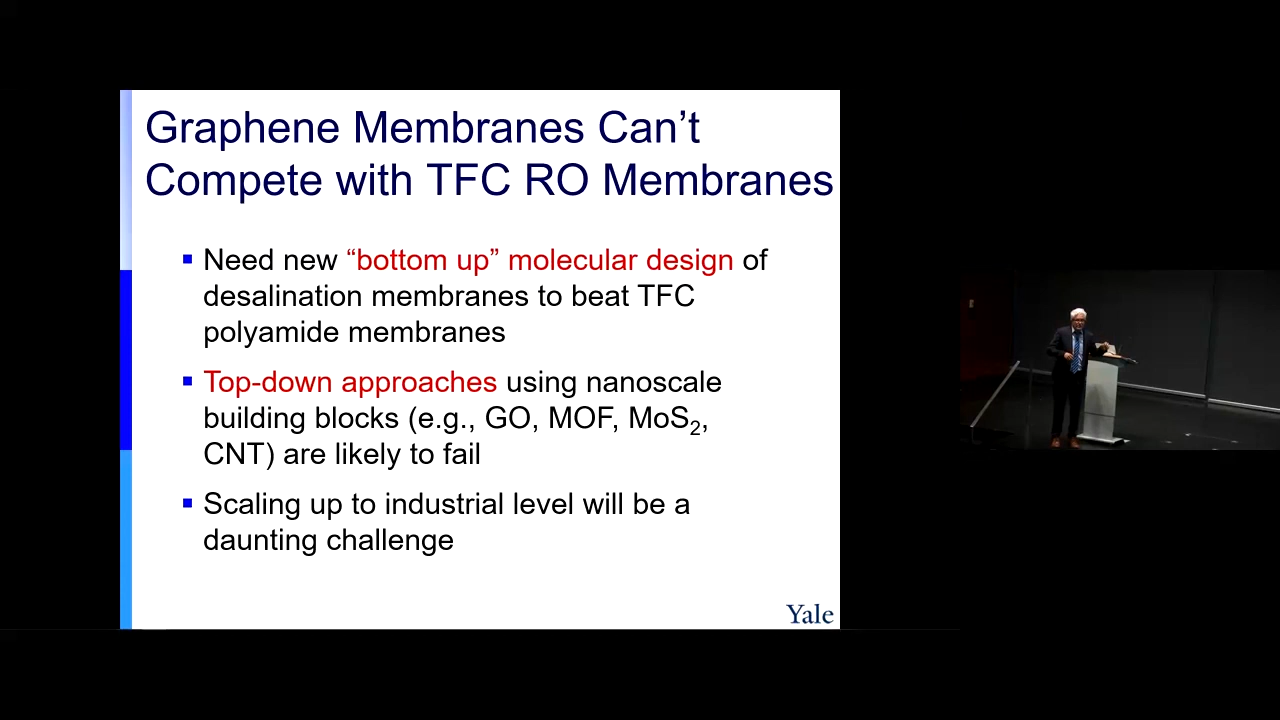 Graphene Membranes Can’t
Compete with TFC RO Membranes
▪ Need new “bottom up” molecular design of
desalination membranes to beat TFC
polyamide membranes
▪ Top-down approaches using nanoscale
building blocks (e.g., GO, MOF, MoS₂,
CNT) are likely to fail
▪ Scaling up to industrial level will be a
daunting challenge
Yale